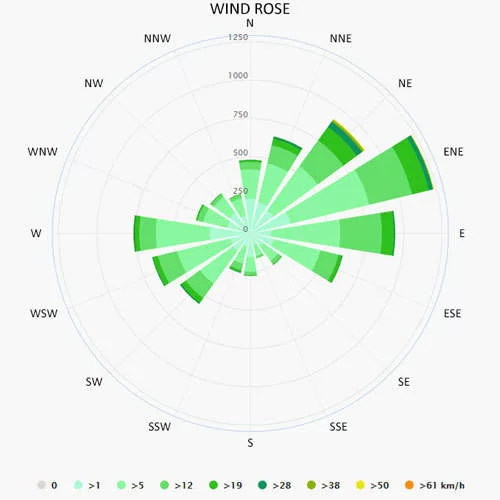 WIND ROSE
N
NNW
NNE
1250
NW
NE
1000
750
WNW
ENE
500
250
W
0
E
WSW
ESE
SW
SE
SSW
SSE
S
0 >1 >5 >12 >19 >28 >38 >50 >61 km/h